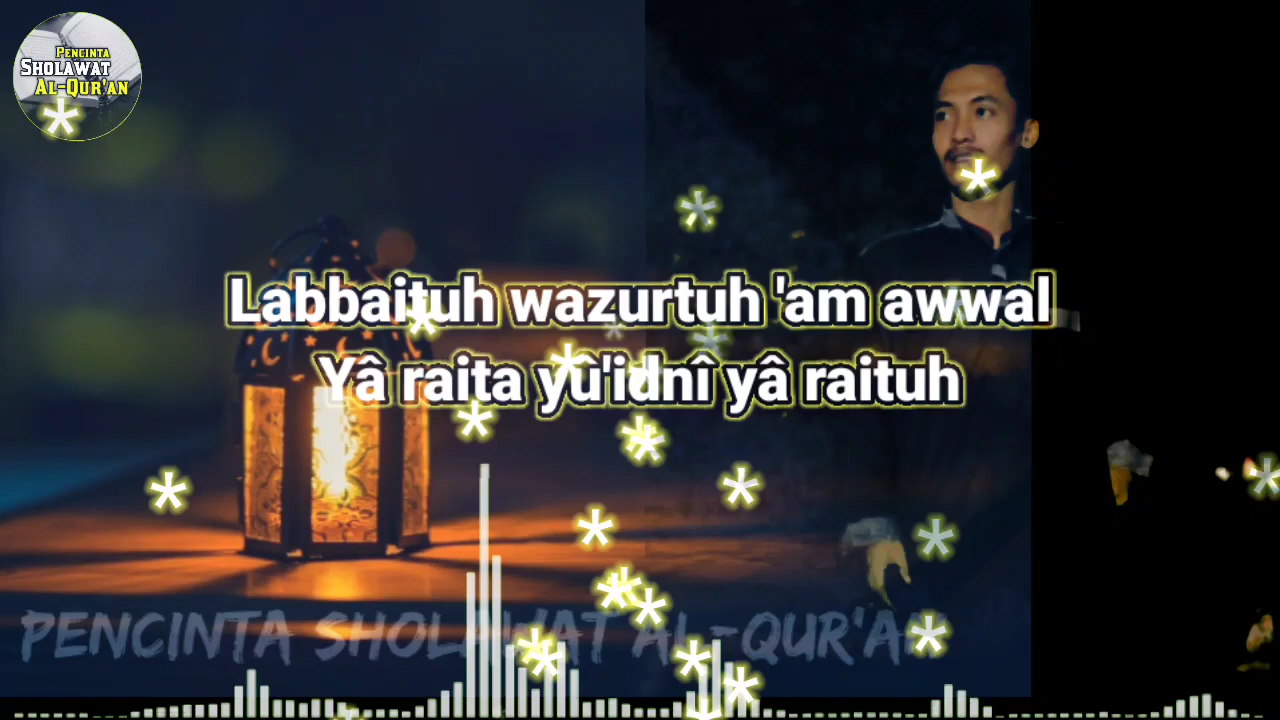 PENCINTA
SHOLAWAT
AL-QUR'AN
Labbaituh wazurtuh 'am awwal
Yâ raita yû'idnî yâ raituh
PENCINTA SHOLAWAT AL-QUR'AN